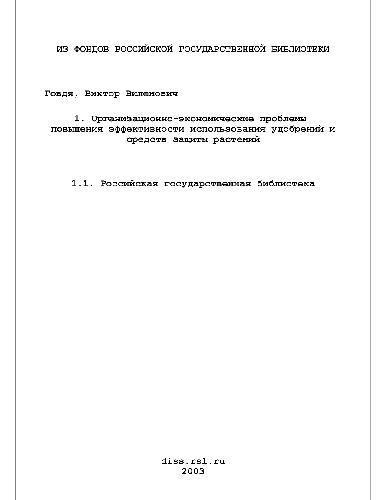 ИЗ ФОНДОВ РОССИЙСКОЙ ГОСУДАРСТВЕННОЙ БИБЛИОТЕКИ
Говдя, Виктор Виленович
1. Организационно-экономические проблемы
повышения эффективности использования удобрений и
средств защиты растений
1.1. Российская государственная библиотека
diss.rsl.ru
2003